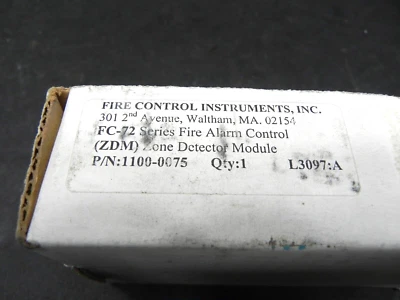 FIRE CONTROL INSTRUMENTS, INC.
301 2nd Avenue, Waltham, MA. 02154
FC-72 Series Fire Alarm Control
(ZDM) Zone Detector Module
P/N:1100-0075 Qty:1 L3097:A